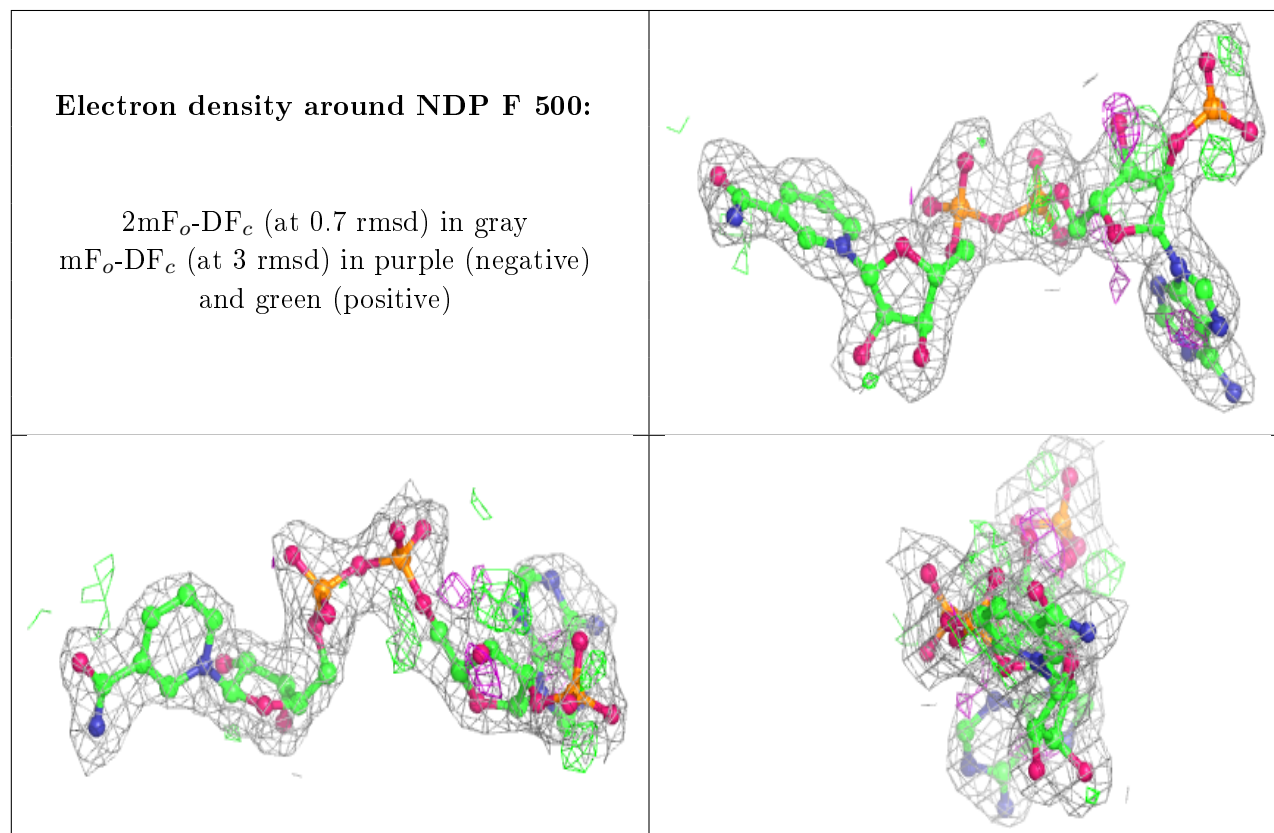 Electron density around NDP F 500:
2mFₒ-DF𝒸 (at 0.7 rmsd) in gray
mFₒ-DF𝒸 (at 3 rmsd) in purple (negative)
and green (positive)